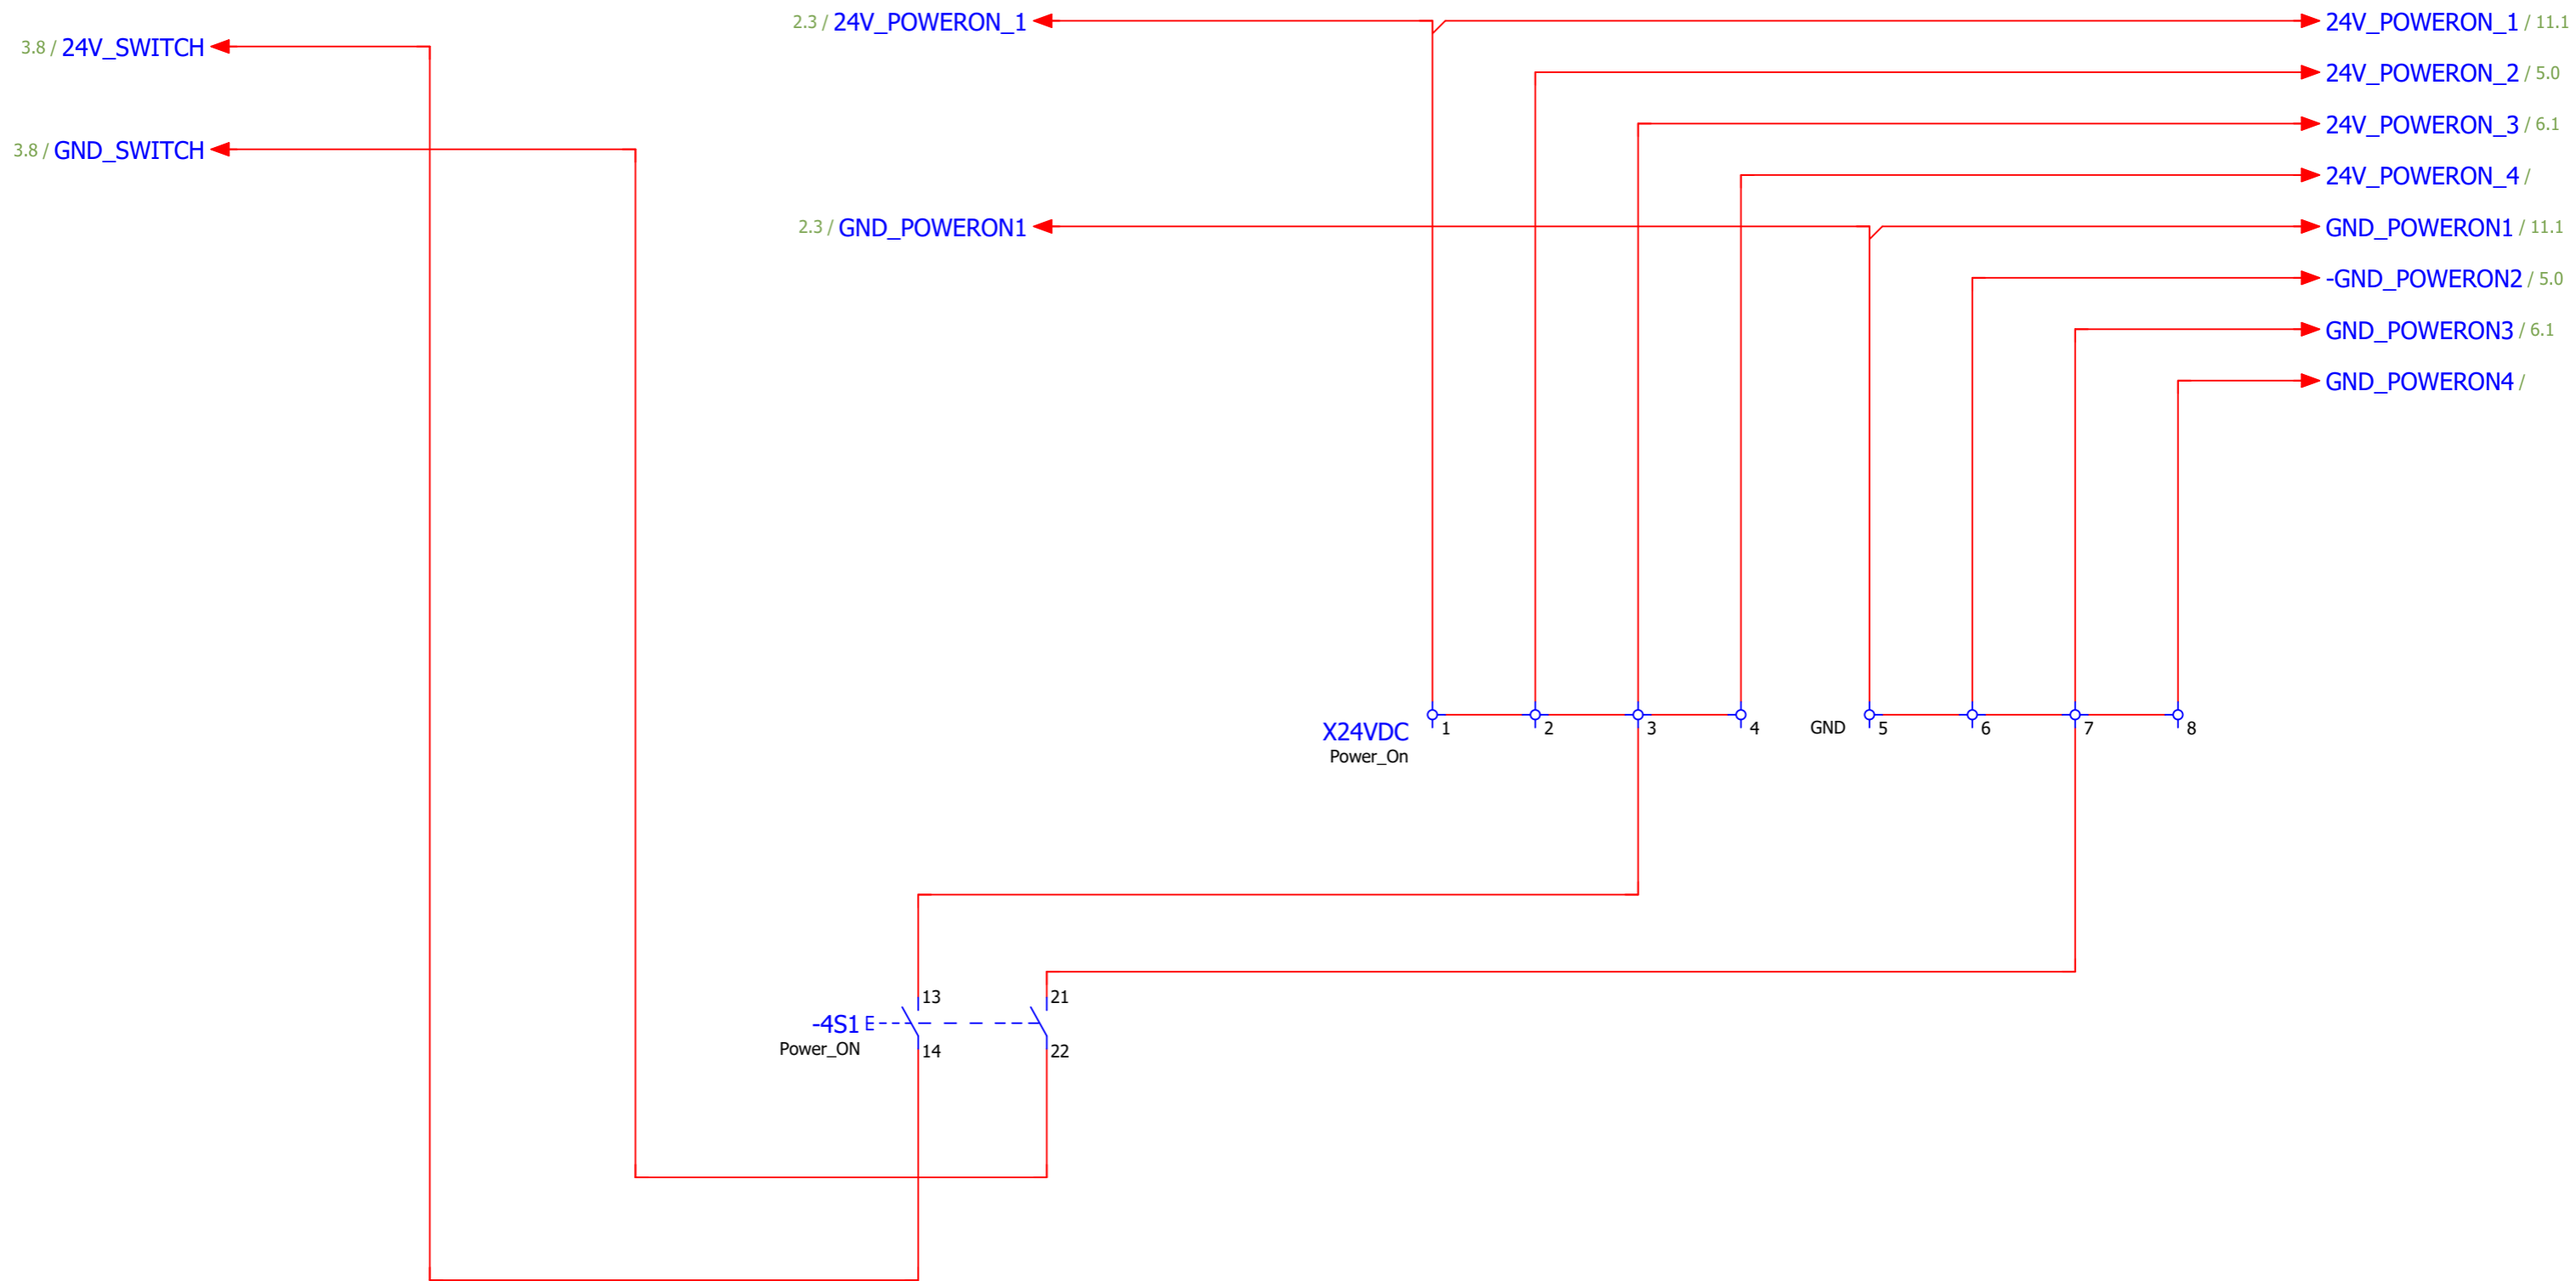 2.3 / 24V_POWERON_1
24V_POWERON_1 / 11.1
3.8 / 24V_SWITCH
24V_POWERON_2 / 5.0
24V_POWERON_3 / 6.1
3.8 / GND_SWITCH
24V_POWERON_4 /
2.3 / GND_POWERON1
GND_POWERON1 / 11.1
-GND_POWERON2 / 5.0
GND_POWERON3 / 6.1
GND_POWERON4 /
X24VDC 1 2 3 4 GND 5 6 7 8
Power_On
13 21
-4S1
Power_ON 14 22